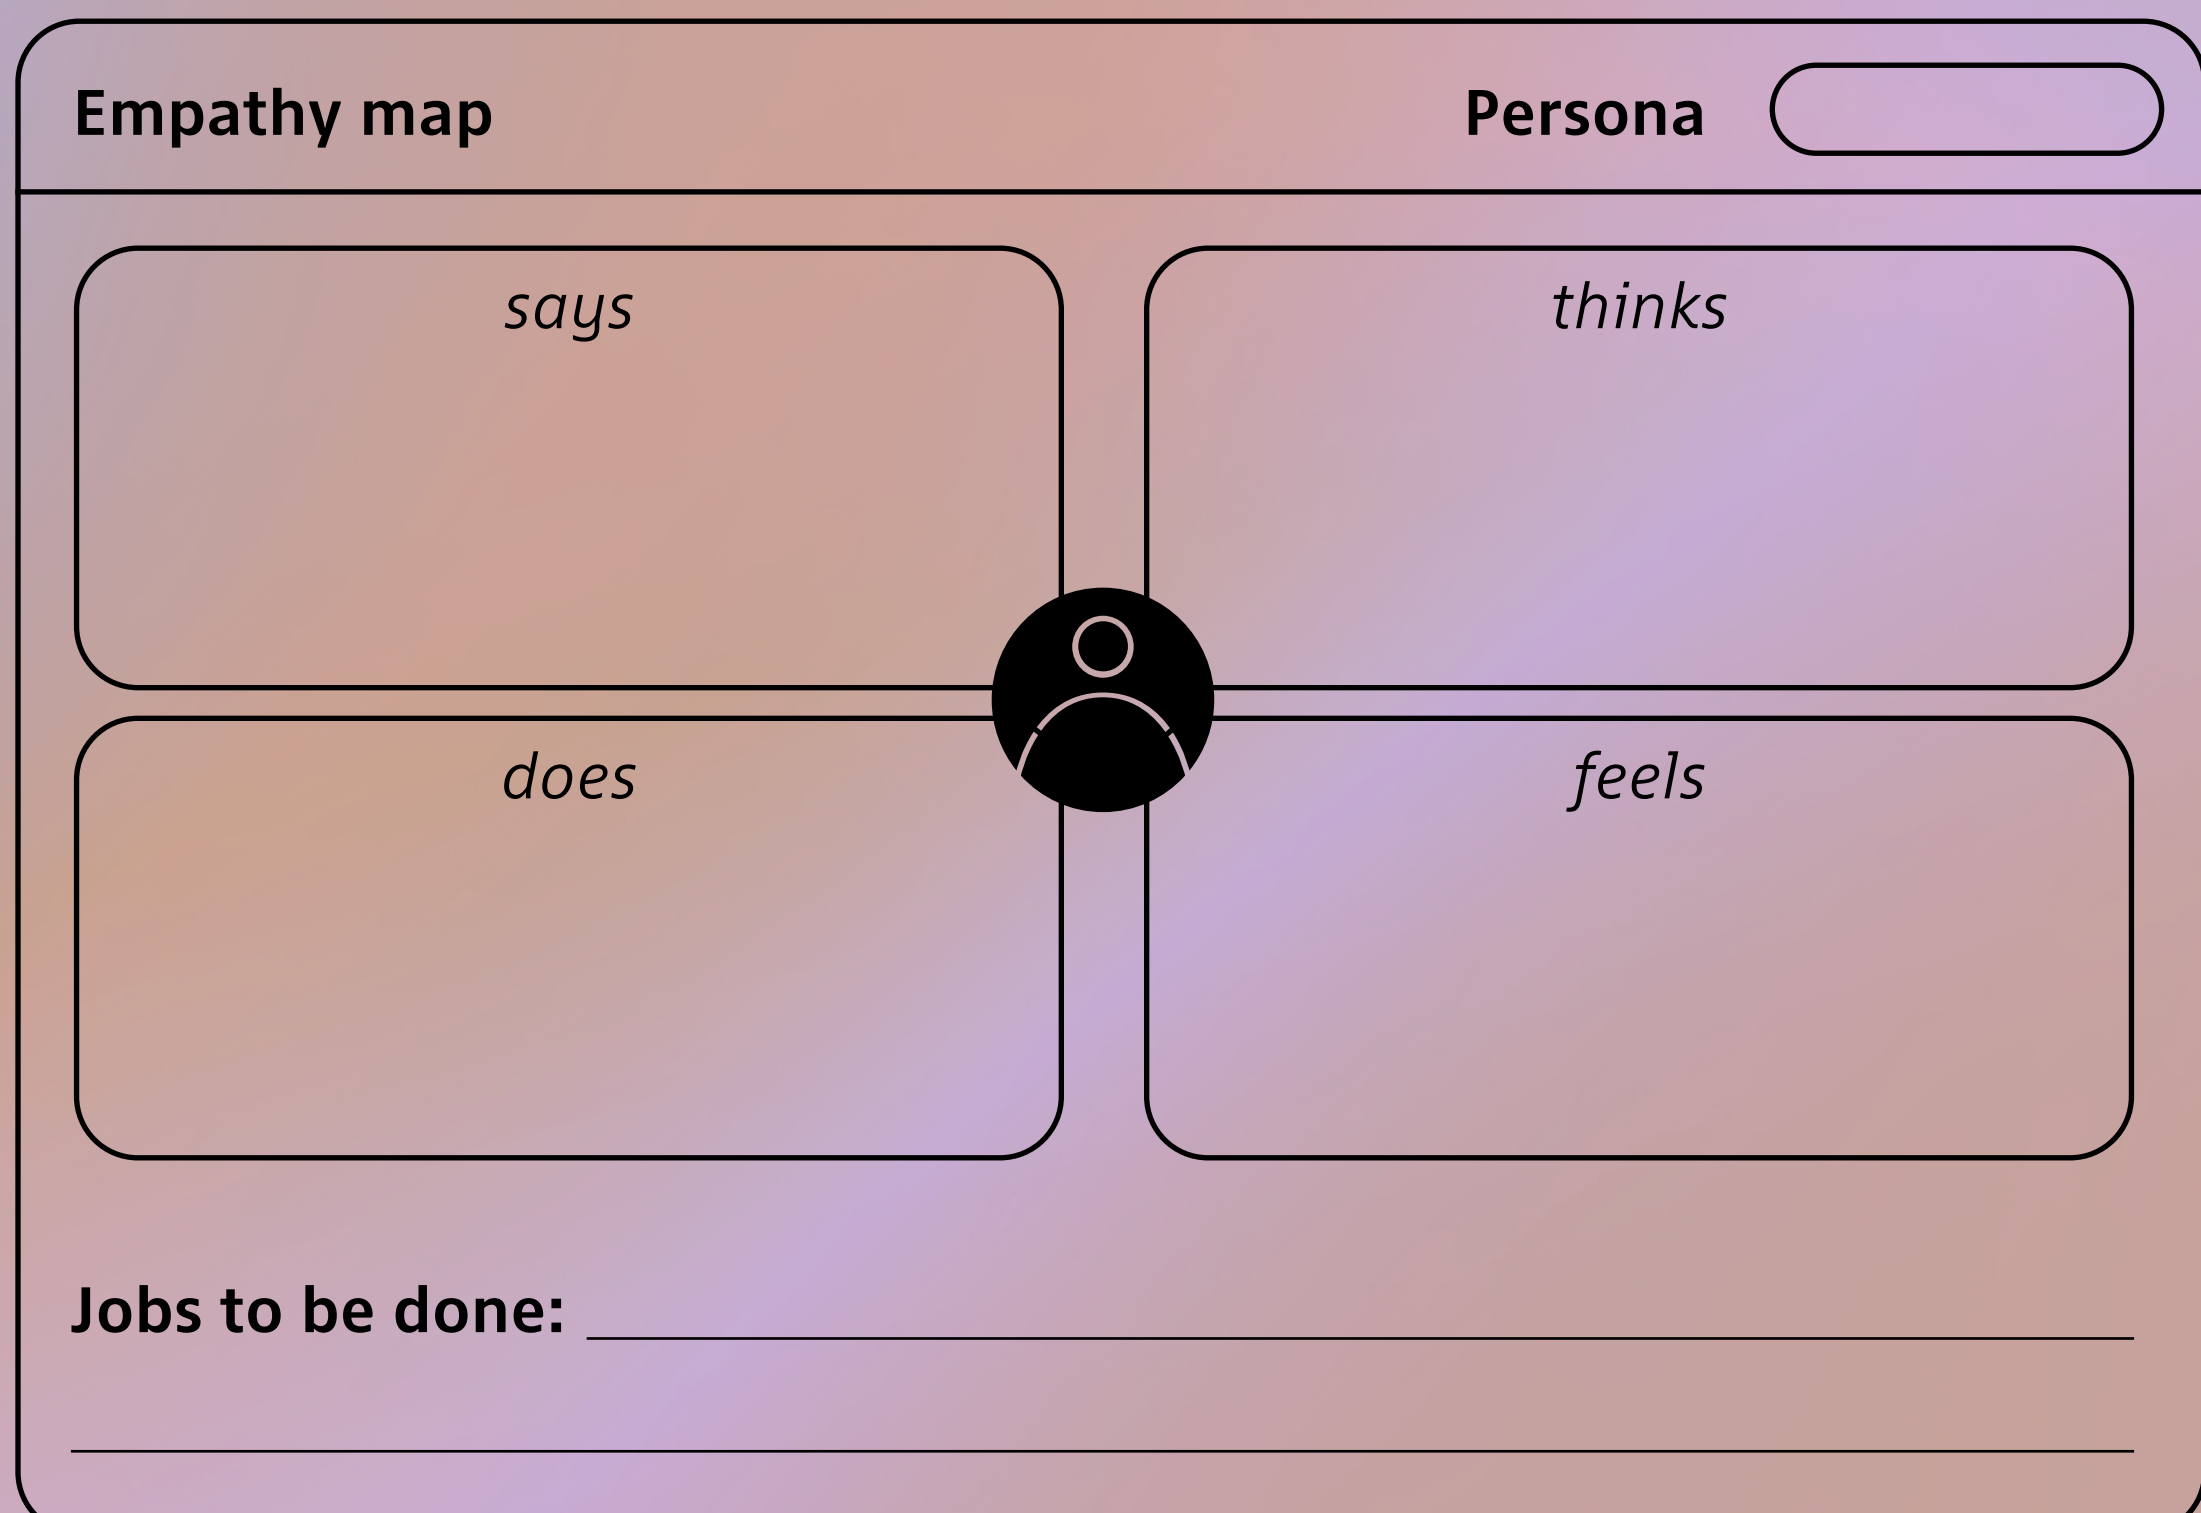 Empathy map
Persona
says
thinks
does
feels
Jobs to be done: